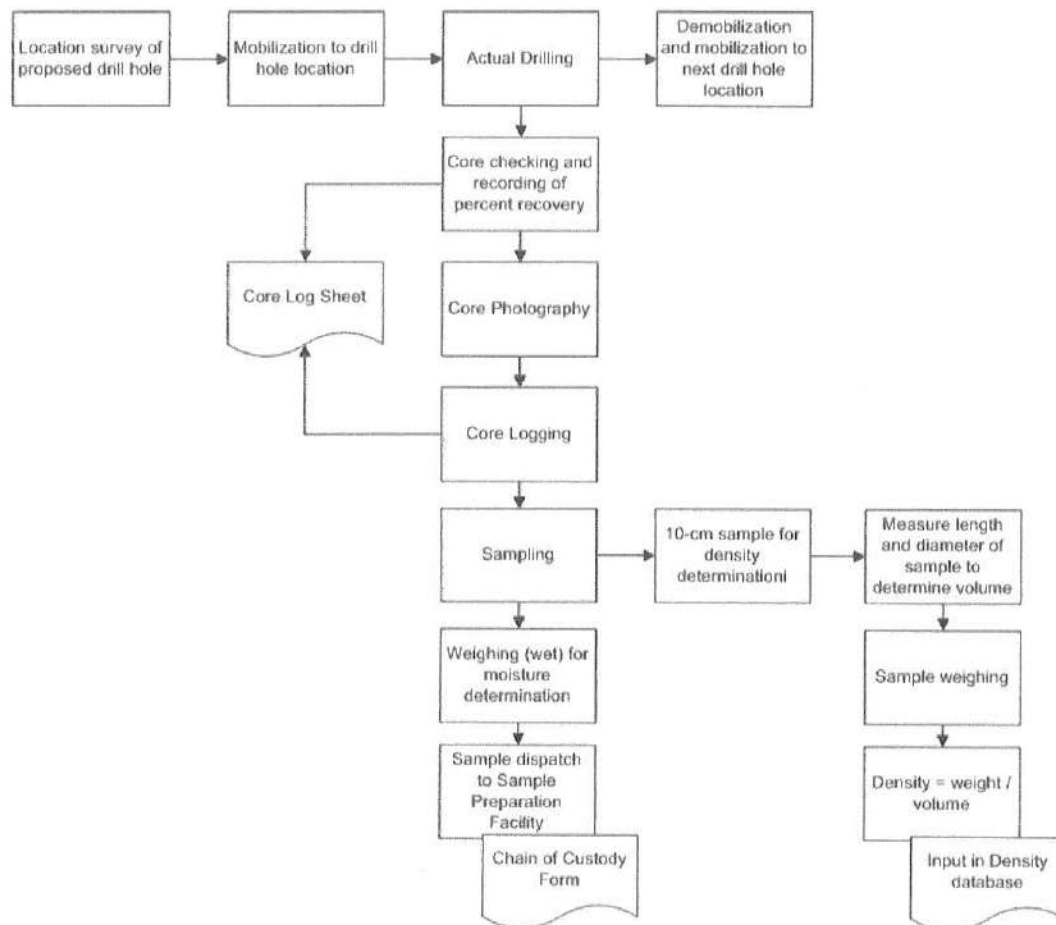 Location survey of
proposed drill hole
Mobilization to drill
hole location
Actual Drilling
Demobilization
and mobilization to
next drill hole
location
Core checking and
recording of
percent recovery
Core Log Sheet
Core Photography
Core Logging
Sampling
10-cm sample for
density
determinationi
Measure length
and diameter of
sample to
determine volume
Weighing (wet) for
moisture
determination
Sample weighing
Sample dispatch
to Sample
Preparation
Facility
Density = weight /
volume
Chain of Custody
Form
Input in Density
database